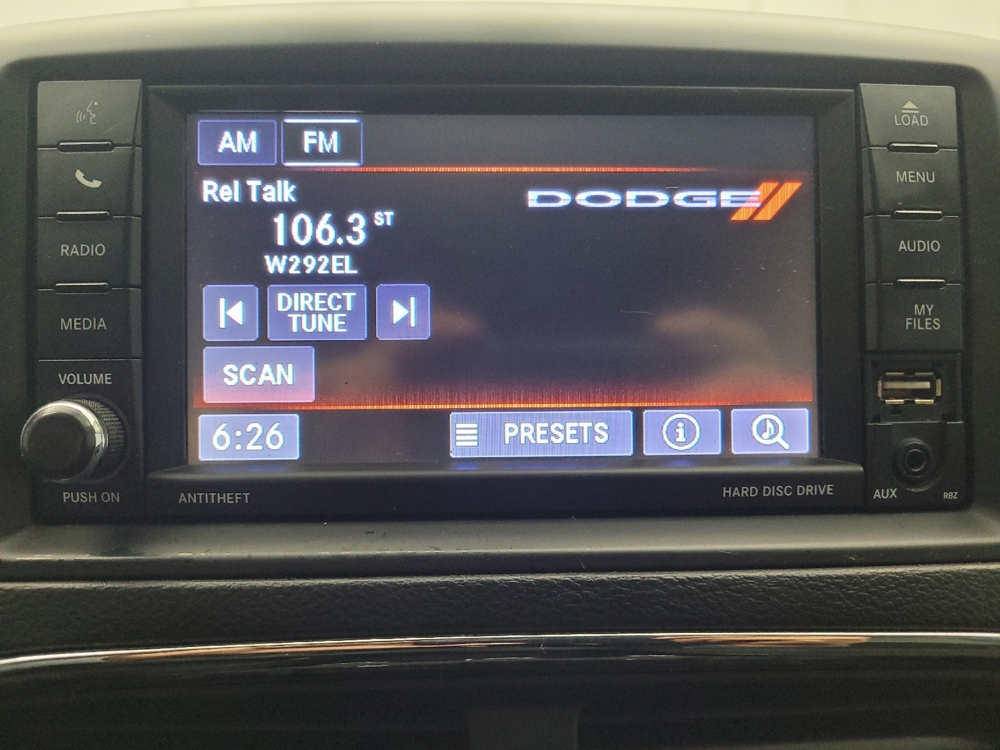 AM FM
Rel Talk
106.3 ST
W292EL
DODGE
DIRECT
TUNE
SCAN
6:26
PRESETS
i
RADIO
MEDIA
VOLUME
PUSH ON
ANTITHEFT
HARD DISC DRIVE
LOAD
MENU
AUDIO
MY
FILES
AUX
RBZ